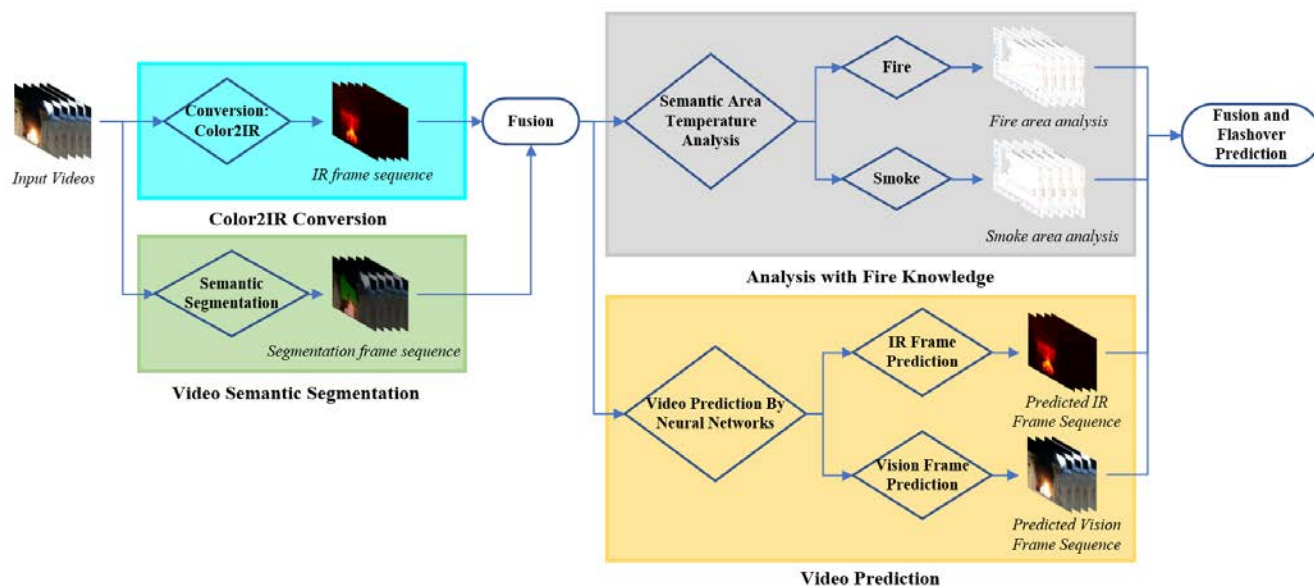 Input Videos
Conversion:
Color2IR
IR frame sequence
Color2IR Conversion
Semantic
Segmentation
Segmentation frame sequence
Video Semantic Segmentation
Fusion
Semantic Area
Temperature
Analysis
Fire
Fire area analysis
Smoke
Smoke area analysis
Analysis with Fire Knowledge
Video Prediction By
Neural Networks
IR Frame
Prediction
Predicted IR
Frame Sequence
Vision Frame
Prediction
Predicted Vision
Frame Sequence
Video Prediction
Fusion and
Flashover
Prediction